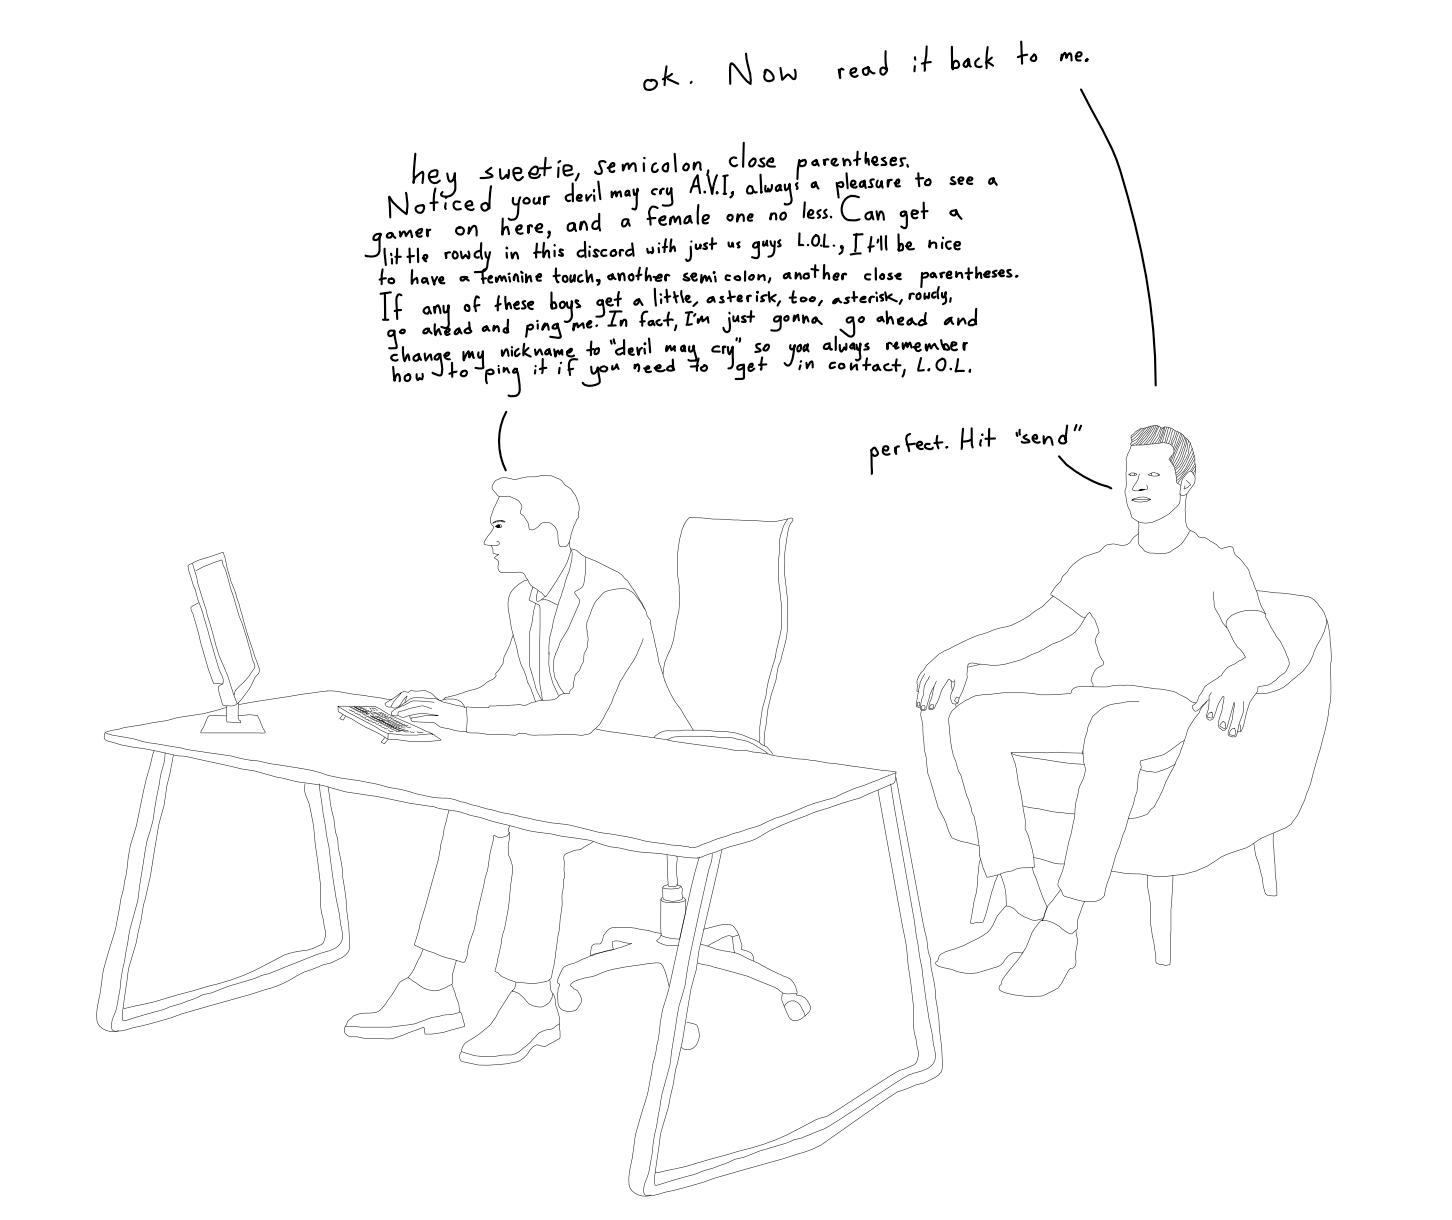 ok. Now read it back to me.
hey sweetie, semicolon, close parentheses.
Noticed your devil may cry A.V.I, always a pleasure to see a
gamer on here, and a female one no less. Can get a
little rowdy in this discord with just us guys L.O.L., It'll be nice
to have a feminine touch, another semi colon, another close parentheses.
If any of these boys get a little, asterisk, too, asterisk, rowdy,
go ahead and ping me. In fact, I'm just gonna go ahead and
change my nickname to "devil may cry" so you always remember
how to ping it if you need to get in contact, L.O.L.
perfect. Hit "send"